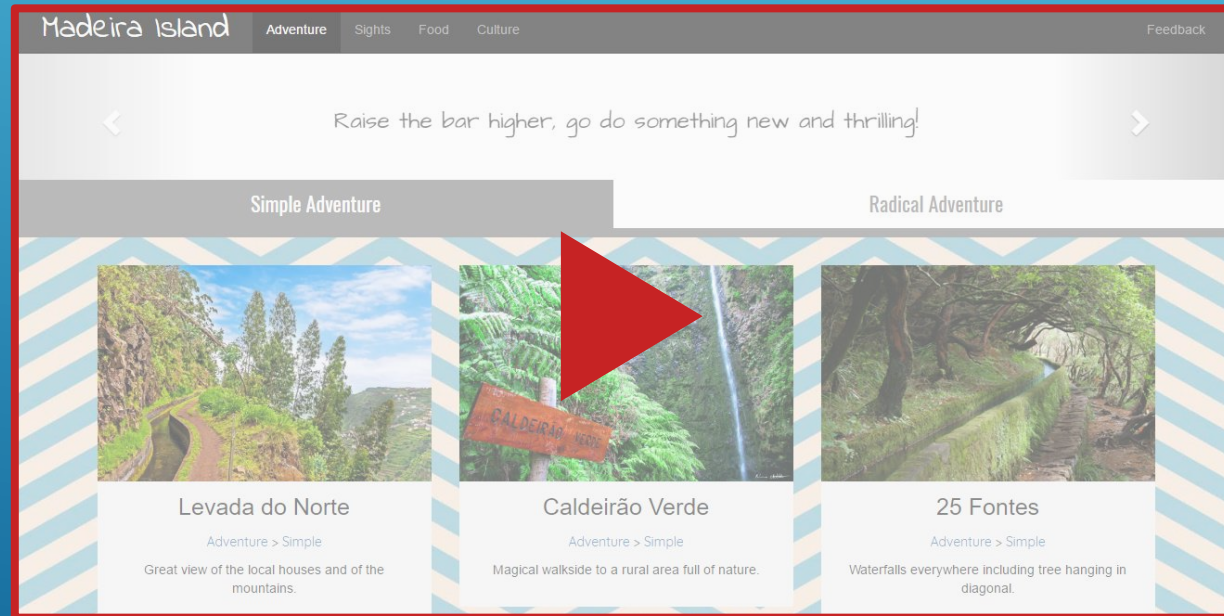 Madeira Island Adventure Sights Food Culture Feedback
Raise the bar higher, go do something new and thrilling!
Simple Adventure Radical Adventure
CALDEIRÃO VERDE
Levada do Norte
Adventure > Simple
Great view of the local houses and of the
mountains.
Caldeirão Verde
Adventure > Simple
Magical walkside to a rural area full of nature.
25 Fontes
Adventure > Simple
Waterfalls everywhere including tree hanging in
diagonal.